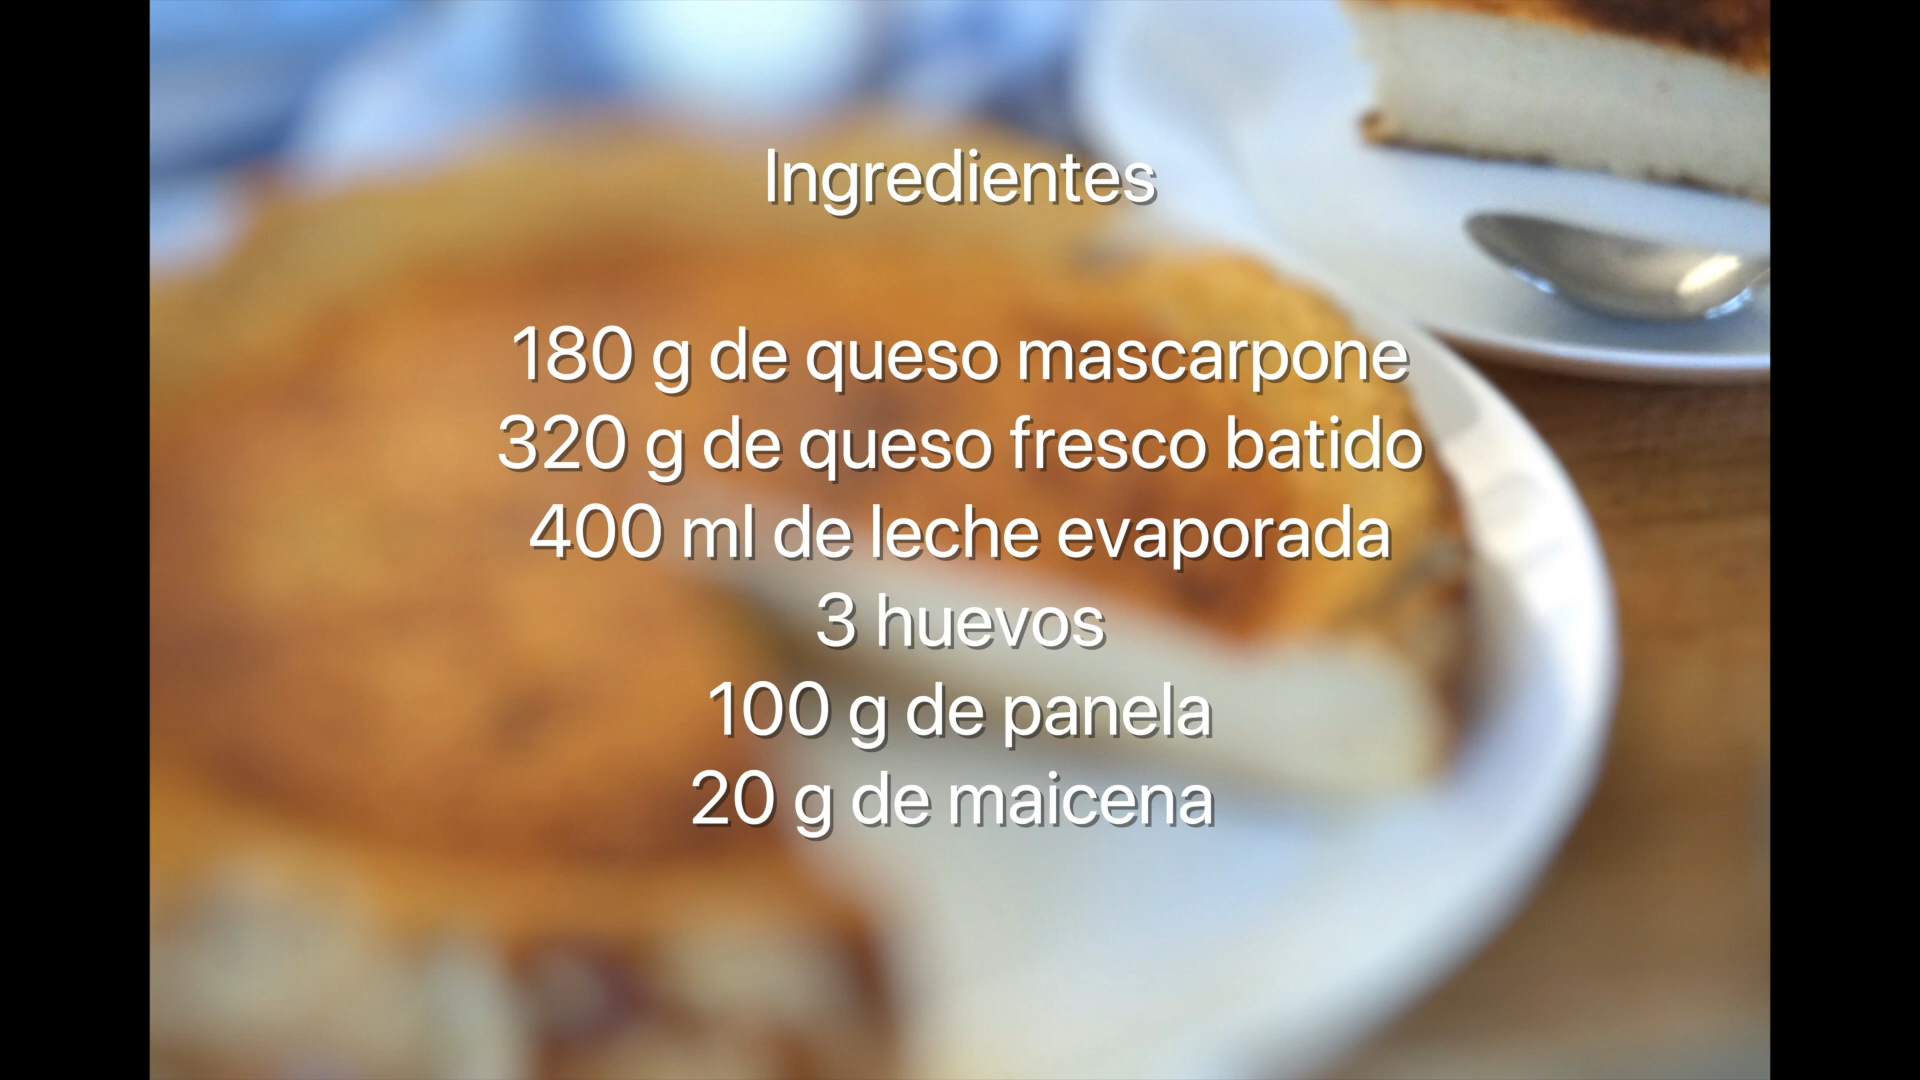 Ingredientes
180 g de queso mascarpone
320 g de queso fresco batido
400 ml de leche evaporada
3 huevos
100 g de panela
20 g de maicena